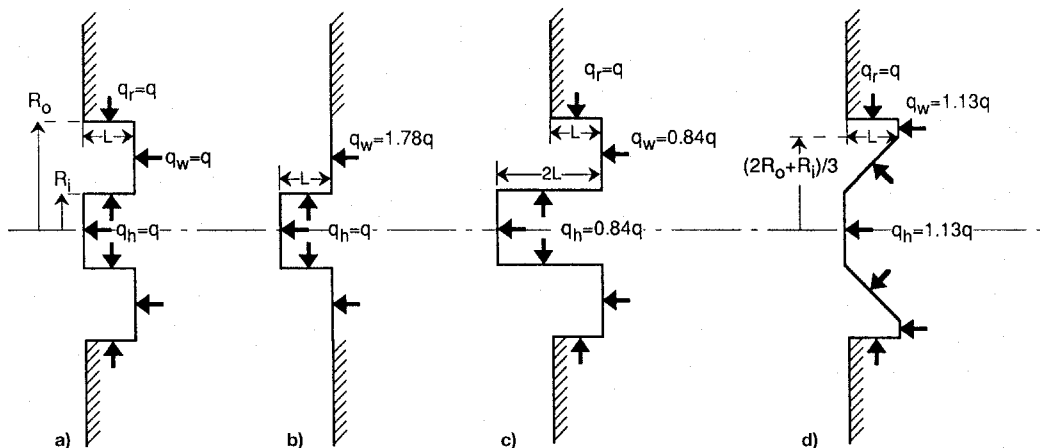 R_o
q_r=q
L
q_w=q
R_i
q_h=q
a)
q_w=1.78q
L
q_h=q
b)
q_r=q
L
q_w=0.84q
2L
q_h=0.84q
c)
q_r=q
q_w=1.13q
L
(2R_o+R_i)/3
q_h=1.13q
d)